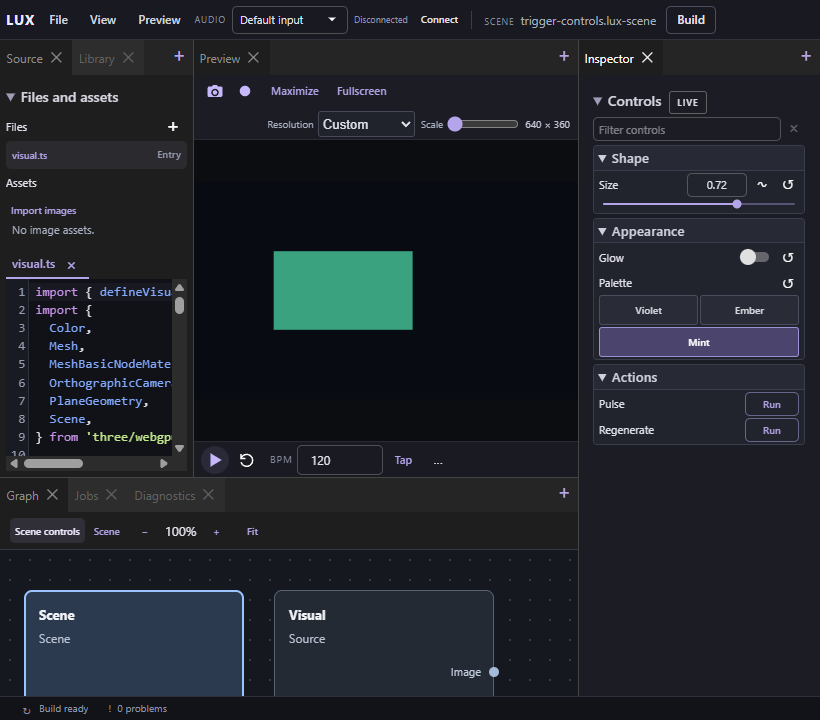 LUX File View Preview AUDIO Default input Disconnected Connect SCENE trigger-controls.lux-scene Build
Source Library +
Files and assets
Files +
visual.ts Entry
Assets
Import images
No image assets.
visual.ts ×
1 import { defineVisu
2 import {
3 Color,
4 Mesh,
5 MeshBasicNodeMate
6 OrthographicCamer
7 PlaneGeometry,
8 Scene,
9 } from 'three/webgp
10
Preview +
Maximize Fullscreen
Resolution Custom Scale 640 × 360
BPM 120 Tap ...
Graph Jobs Diagnostics +
Scene controls Scene − 100% + Fit
Scene
Scene
Visual
Source
Image
Inspector +
Controls LIVE
Filter controls ×
Shape
Size 0.72
Appearance
Glow
Palette
Violet Ember
Mint
Actions
Pulse Run
Regenerate Run
Build ready ! 0 problems